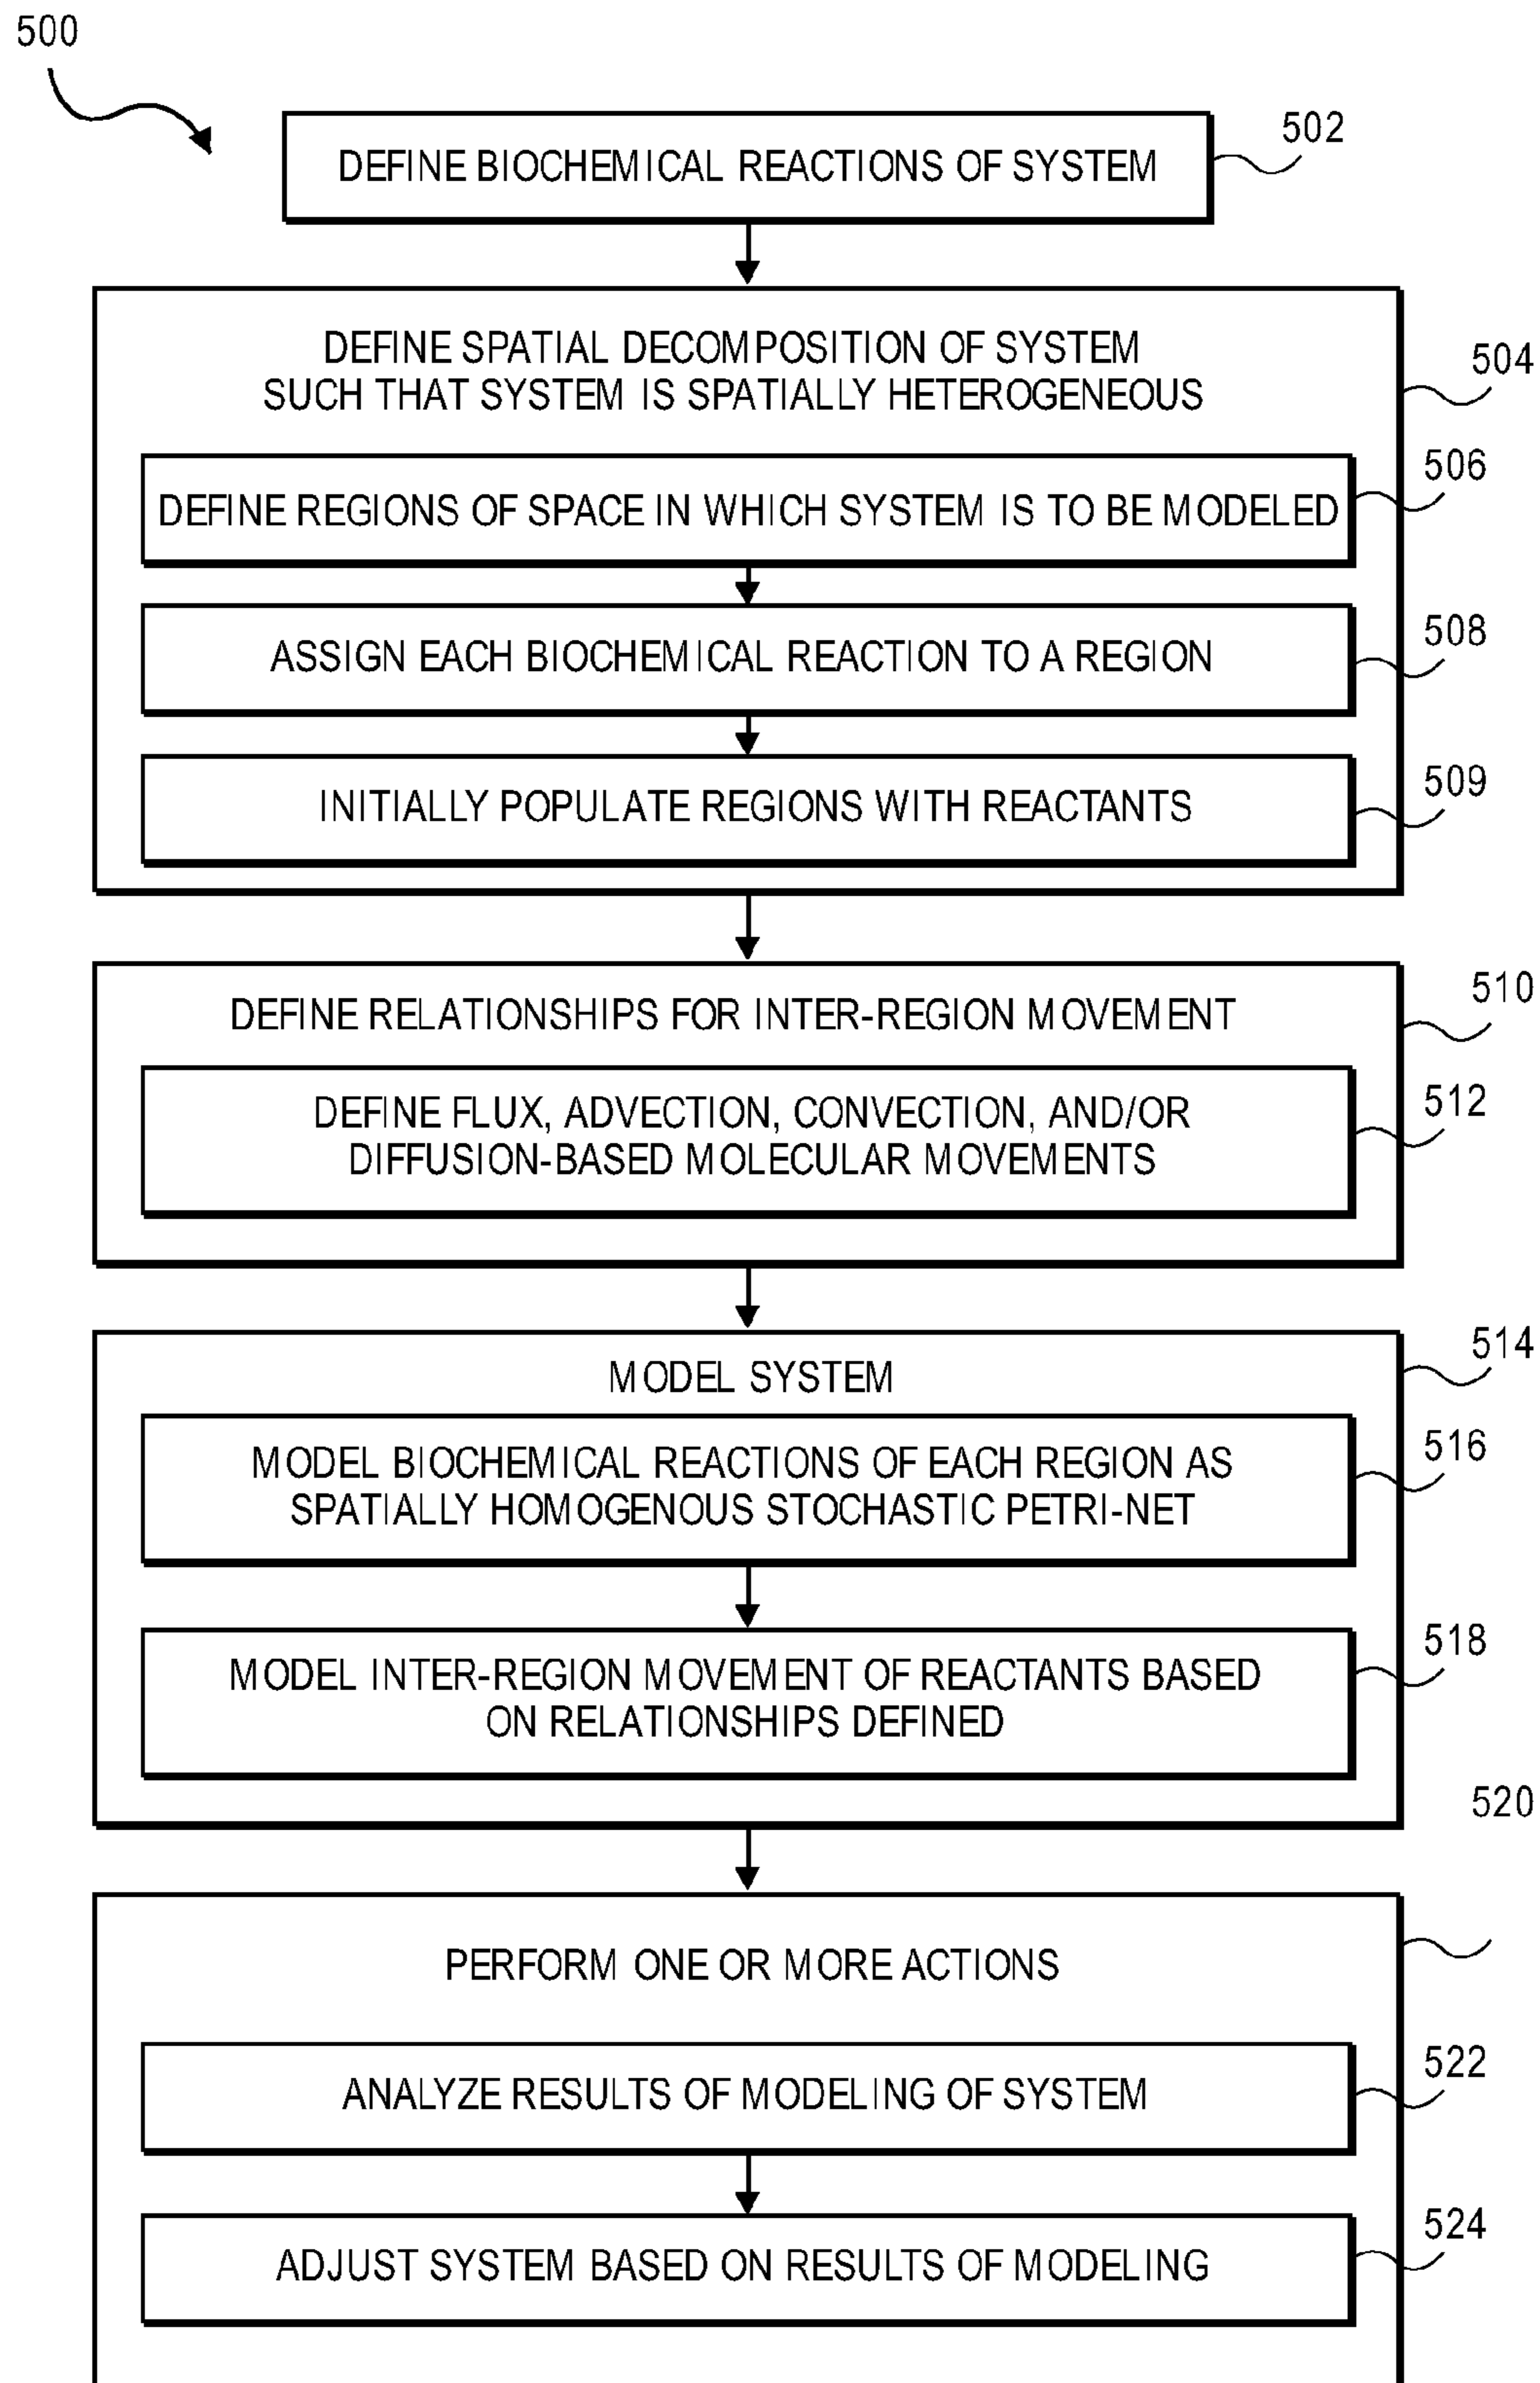 500
DEFINE BIOCHEMICAL REACTIONS OF SYSTEM
502
DEFINE SPATIAL DECOMPOSITION OF SYSTEM
SUCH THAT SYSTEM IS SPATIALLY HETEROGENEOUS
504
DEFINE REGIONS OF SPACE IN WHICH SYSTEM IS TO BE MODELED
506
ASSIGN EACH BIOCHEMICAL REACTION TO A REGION
508
INITIALLY POPULATE REGIONS WITH REACTANTS
509
DEFINE RELATIONSHIPS FOR INTER-REGION MOVEMENT
510
DEFINE FLUX, ADVECTION, CONVECTION, AND/OR
DIFFUSION-BASED MOLECULAR MOVEMENTS
512
MODEL SYSTEM
514
MODEL BIOCHEMICAL REACTIONS OF EACH REGION AS
SPATIALLY HOMOGENOUS STOCHASTIC PETRI-NET
516
MODEL INTER-REGION MOVEMENT OF REACTANTS BASED
ON RELATIONSHIPS DEFINED
518
520
PERFORM ONE OR MORE ACTIONS
ANALYZE RESULTS OF MODELING OF SYSTEM
522
ADJUST SYSTEM BASED ON RESULTS OF MODELING
524